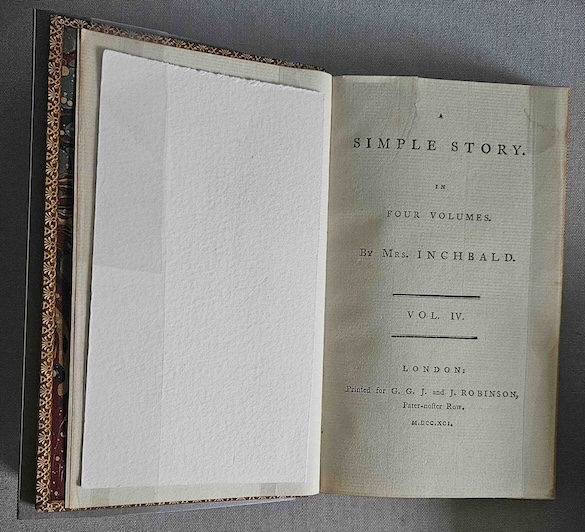 A
SIMPLE STORY.
IN
FOUR VOLUMES.
By Mrs. INCHBALD.
VOL. IV.
LONDON:
Printed for G. G. J. and J. ROBINSON,
Pater-noſter Row.
M.DCC.XCI.